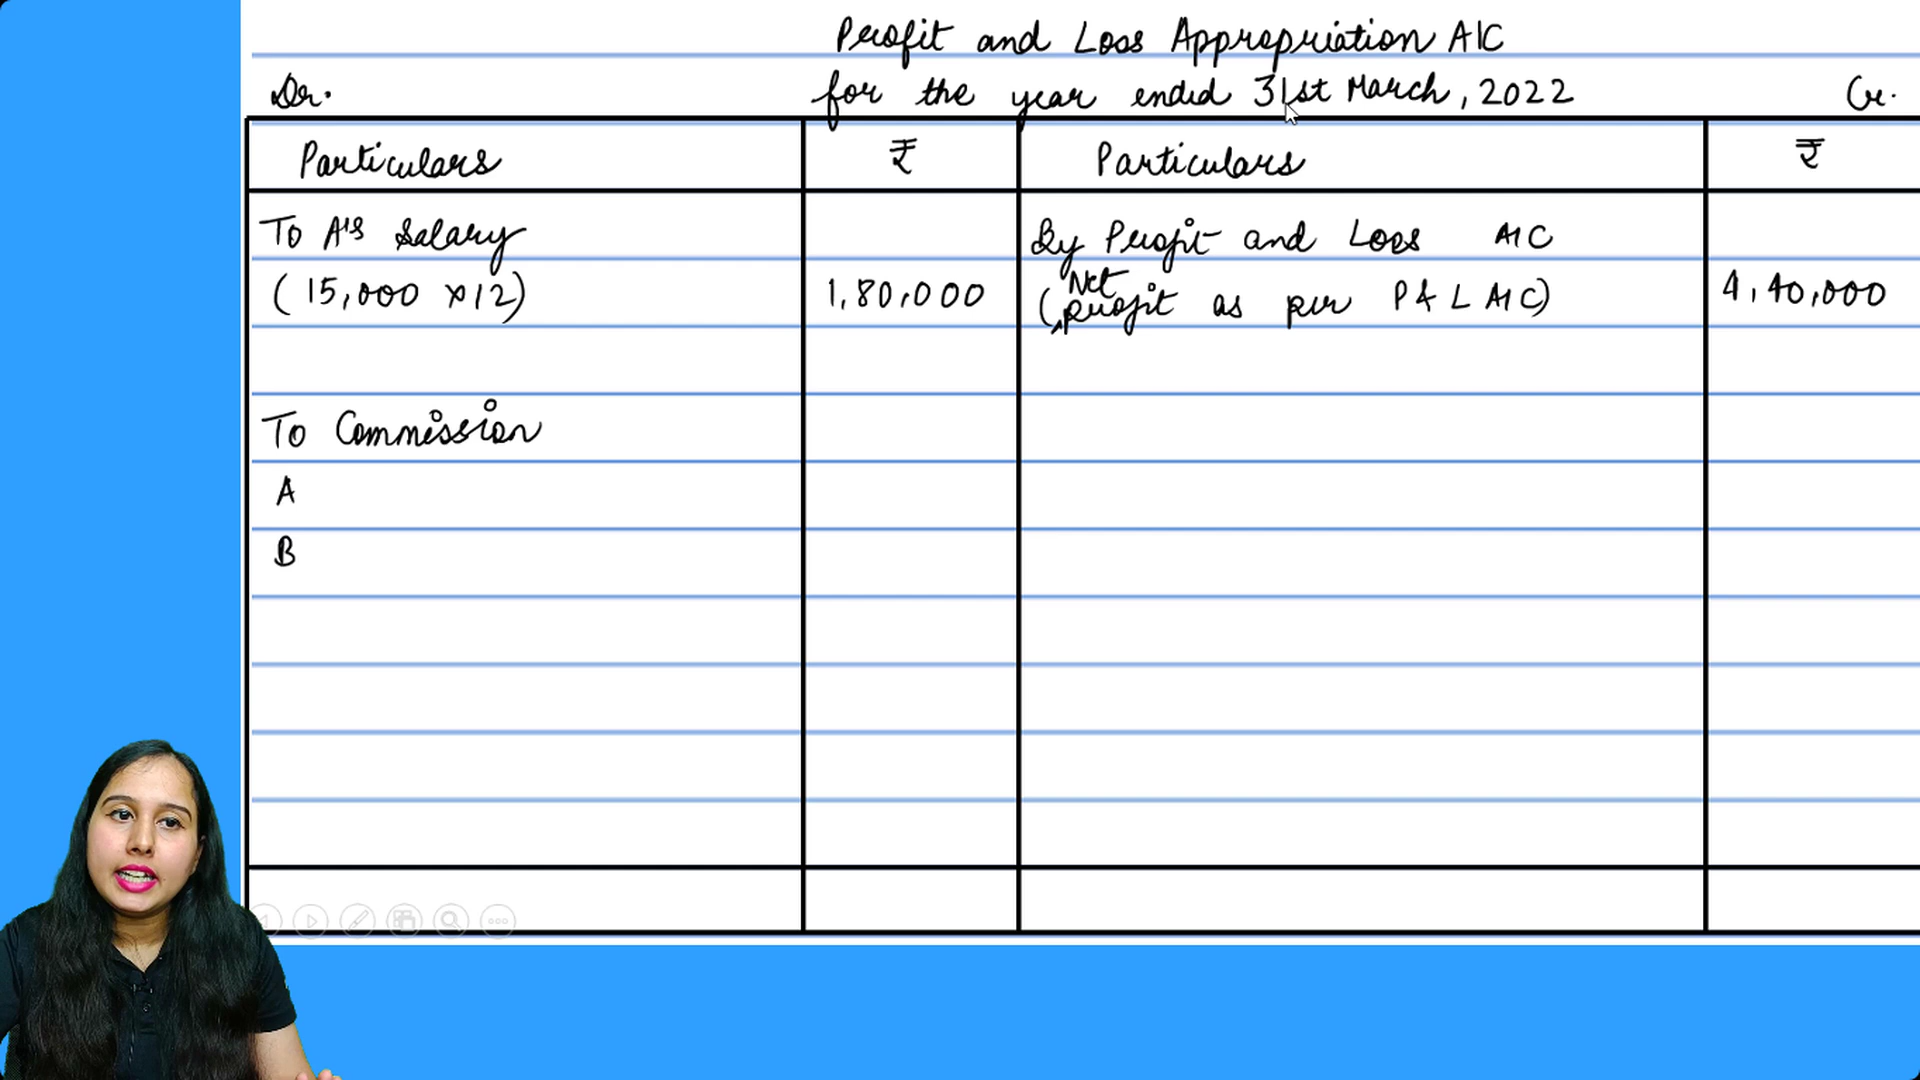 Profit and Loss Appropriation A/C
Dr. for the year ended 31st March, 2022 Cr.
Particulars ₹ Particulars ₹
To A's Salary By Profit and Loss A/C
(15,000 × 12) 1,80,000 (Net profit as per P & L A/C) 4,40,000
To Commission
A
B